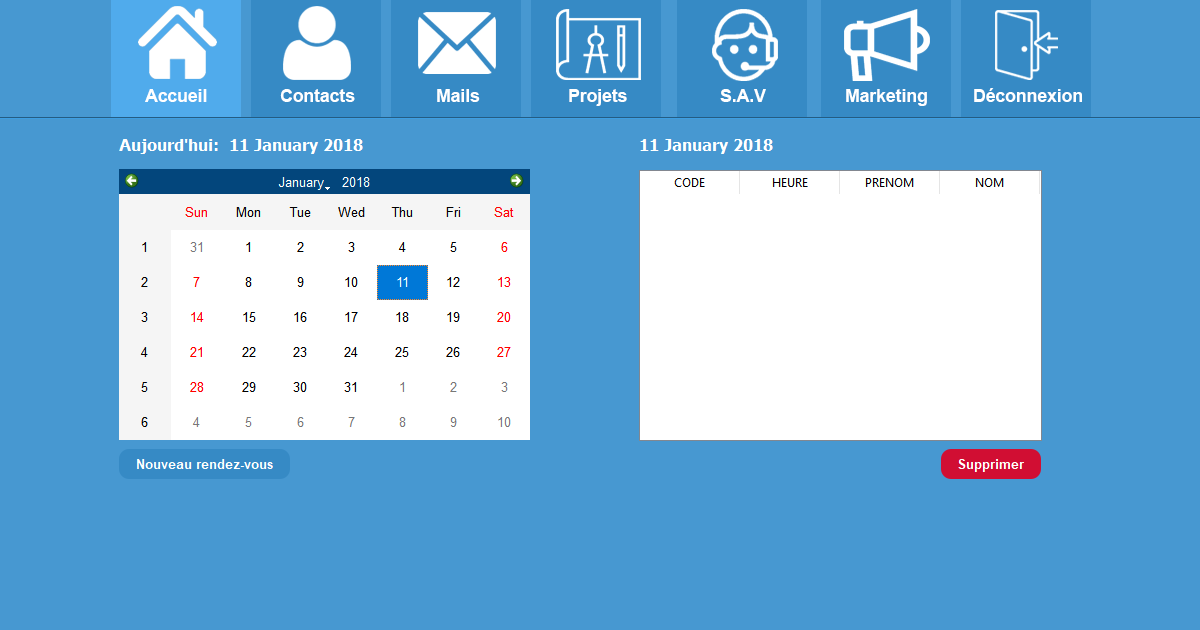 Accueil Contacts Mails Projets S.A.V Marketing Déconnexion
Aujourd'hui: 11 January 2018
January 2018
Sun Mon Tue Wed Thu Fri Sat
1 31 1 2 3 4 5 6
2 7 8 9 10 11 12 13
3 14 15 16 17 18 19 20
4 21 22 23 24 25 26 27
5 28 29 30 31 1 2 3
6 4 5 6 7 8 9 10
Nouveau rendez-vous
11 January 2018
CODE HEURE PRENOM NOM
Supprimer